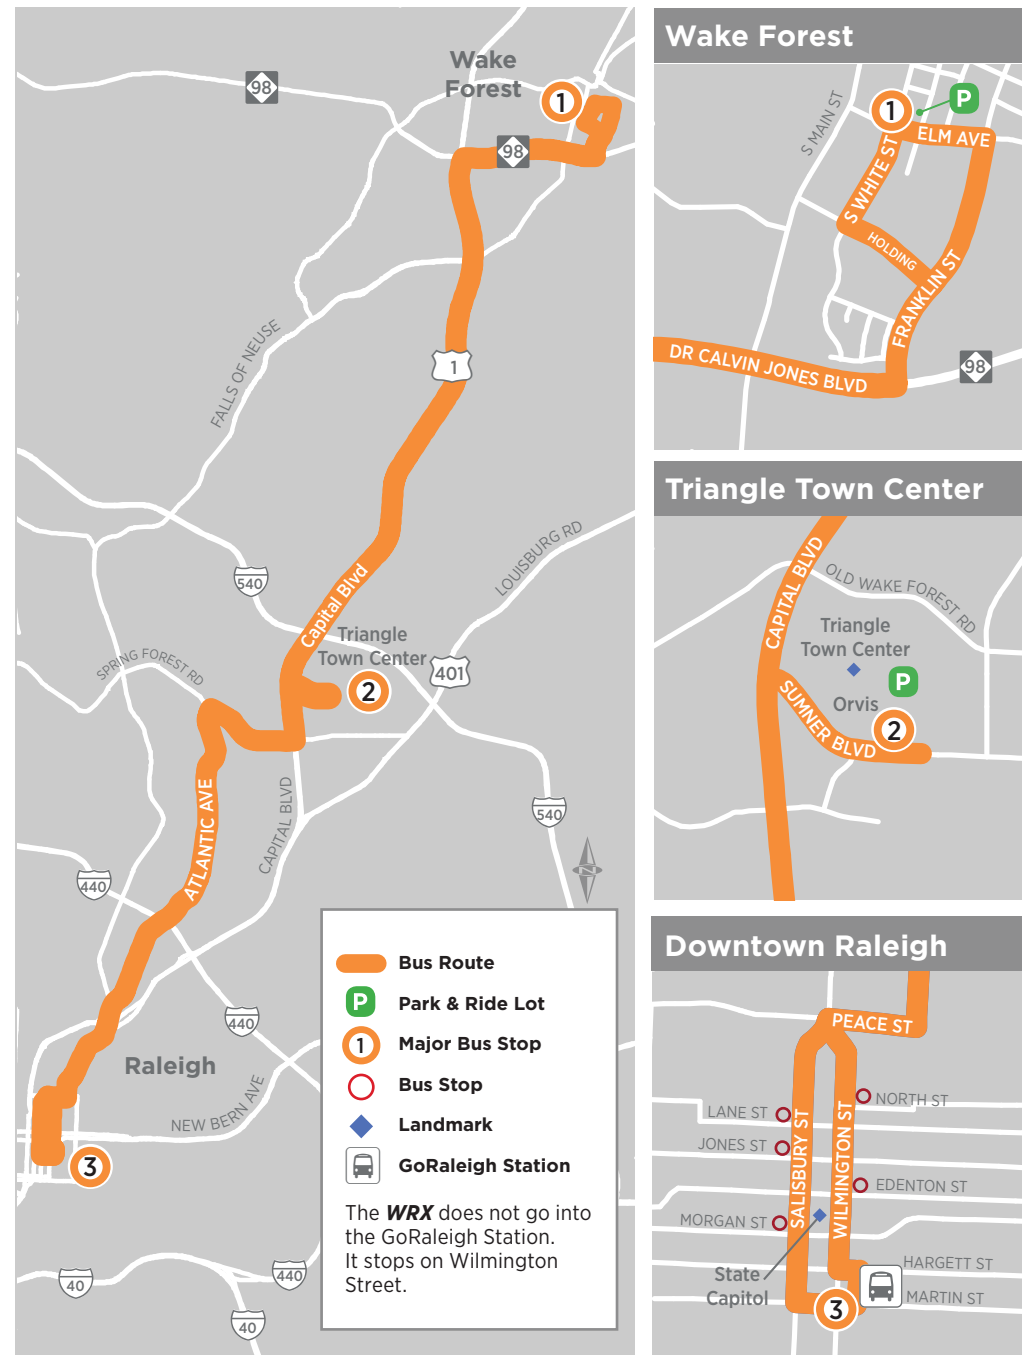 Wake
Forest
98
1
98
1
FALLS OF NEUSE
LOUISBURG RD
540
Capital Blvd
Triangle
Town Center
401
2
SPRING FOREST RD
ATLANTIC AVE
CAPITAL BLVD
540
440
440
Raleigh
NEW BERN AVE
3
40
440
40
Bus Route
P Park & Ride Lot
1 Major Bus Stop
Bus Stop
Landmark
GoRaleigh Station
The WRX does not go into
the GoRaleigh Station.
It stops on Wilmington
Street.
Wake Forest
S MAIN ST
1
P
ELM AVE
S WHITE ST
HOLDING
FRANKLIN ST
DR CALVIN JONES BLVD
98
Triangle Town Center
CAPITAL BLVD
OLD WAKE FOREST RD
Triangle
Town Center
P
Orvis
SUMNER BLVD
2
Downtown Raleigh
PEACE ST
NORTH ST
LANE ST
JONES ST
SALISBURY ST
WILMINGTON ST
EDENTON ST
MORGAN ST
HARGETT ST
State
Capitol
MARTIN ST
3